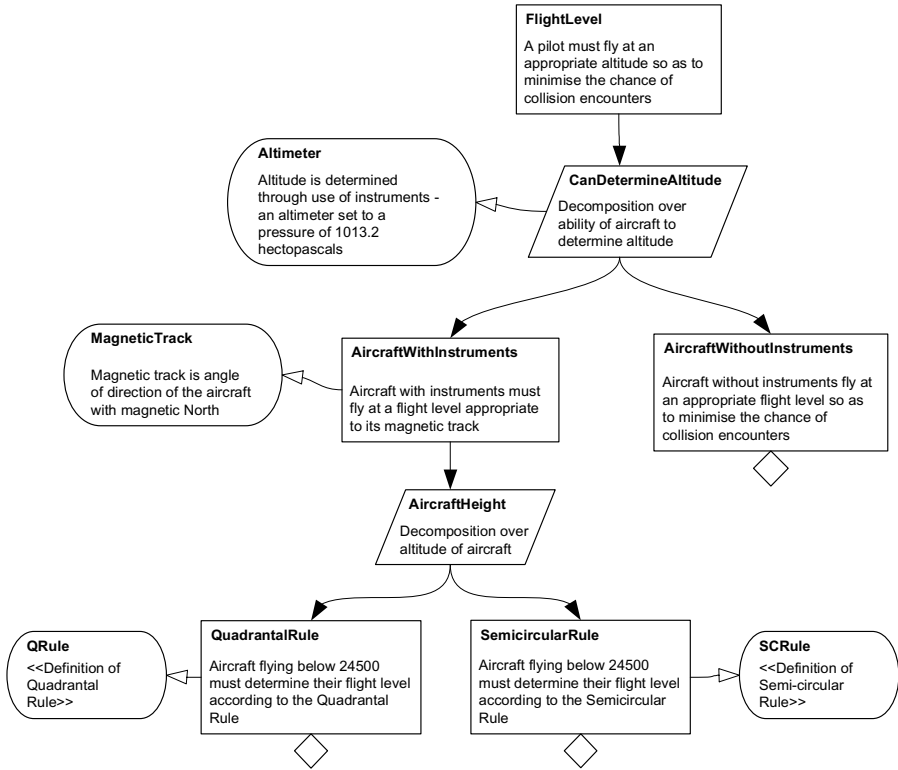 FlightLevel
A pilot must fly at an
appropriate altitude so as to
minimise the chance of
collision encounters
Altimeter
Altitude is determined
through use of instruments -
an altimeter set to a
pressure of 1013.2
hectopascals
CanDetermineAltitude
Decomposition over
ability of aircraft to
determine altitude
MagneticTrack
Magnetic track is angle
of direction of the aircraft
with magnetic North
AircraftWithInstruments
Aircraft with instruments must
fly at a flight level appropriate
to its magnetic track
AircraftWithoutInstruments
Aircraft without instruments fly at
an appropriate flight level so as
to minimise the chance of
collision encounters
AircraftHeight
Decomposition over
altitude of aircraft
QRule
<<Definition of
Quadrantal
Rule>>
QuadrantalRule
Aircraft flying below 24500
must determine their flight level
according to the Quadrantal
Rule
SemicircularRule
Aircraft flying below 24500
must determine their flight level
according to the Semicircular
Rule
SCRule
<<Definition of
Semi-circular
Rule>>